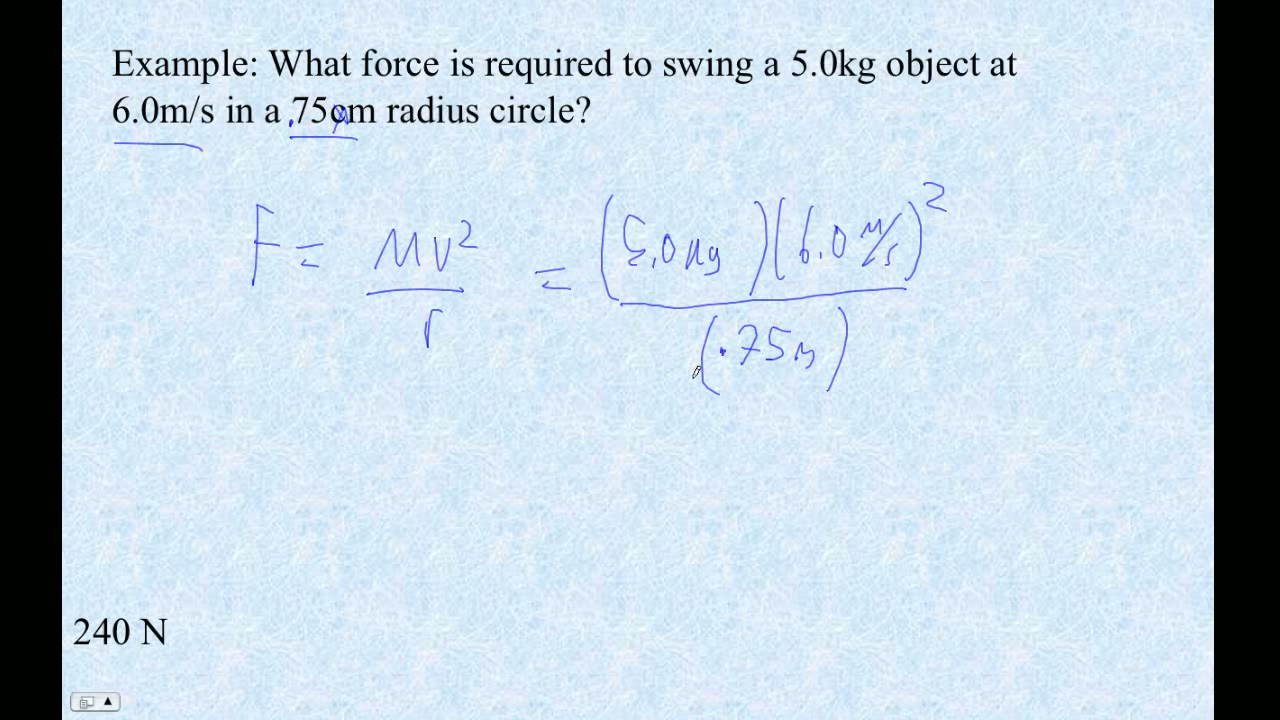 Example: What force is required to swing a 5.0kg object at
6.0m/s in a .75cm radius circle?
F = mv² / r = (5.0kg)(6.0 m/s)² / (.75m)
240 N